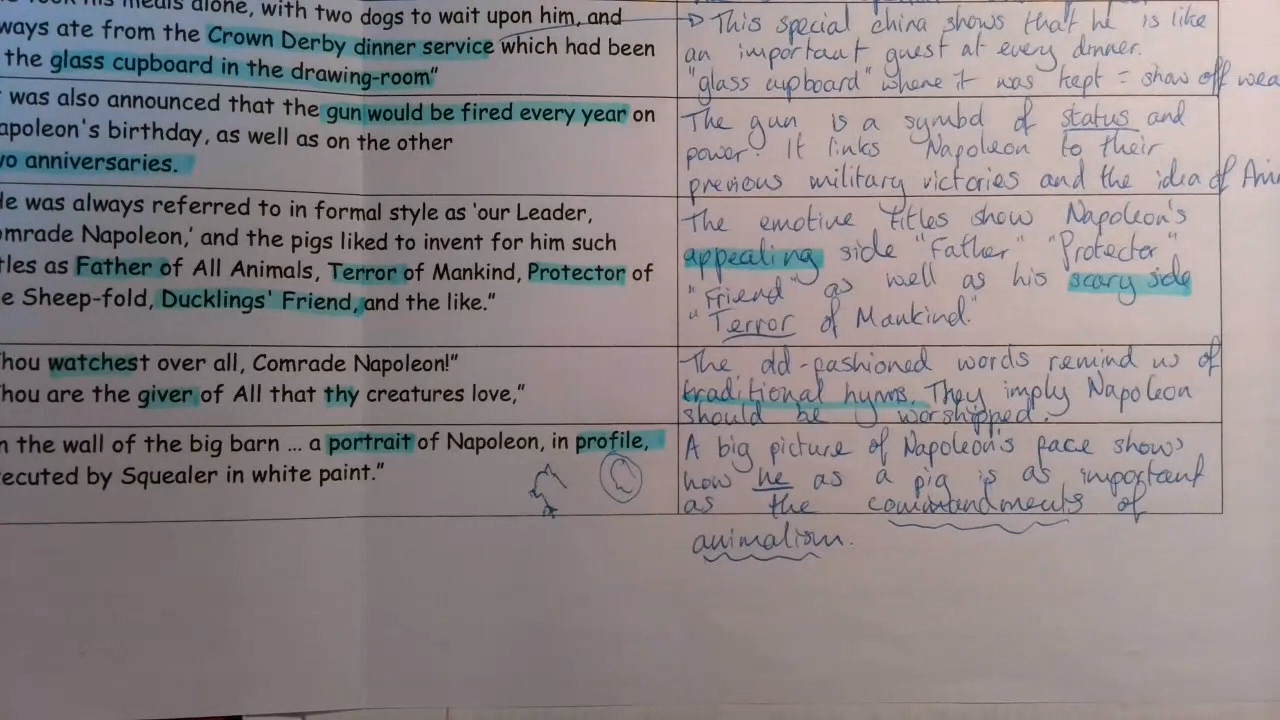 took his meals alone, with two dogs to wait upon him, and
ways ate from the Crown Derby dinner service which had been
the glass cupboard in the drawing-room"
was also announced that the gun would be fired every year on
apoleon's birthday, as well as on the other
wo anniversaries.
He was always referred to in formal style as 'our Leader,
omrade Napoleon,' and the pigs liked to invent for him such
tles as Father of All Animals, Terror of Mankind, Protector of
e Sheep-fold, Ducklings' Friend, and the like."
hou watchest over all, Comrade Napoleon!"
hou are the giver of All that thy creatures love,"
n the wall of the big barn ... a portrait of Napoleon, in profile,
ecuted by Squealer in white paint."
This special china shows that he is like
an important guest at every dinner.
"glass cupboard" where it was kept = show off wea
The gun is a symbol of status and
power. It links Napoleon to their
previous military victories and the idea of Ani
The emotive titles show Napoleon's
appealing side "Father" "Protector"
"Friend" as well as his scary side
"Terror of Mankind."
The old-fashioned words remind us of
traditional hymns. They imply Napoleon
should be worshipped.
A big picture of Napoleon's face shows
how he as a pig is as important
as the commandments of
animalism.